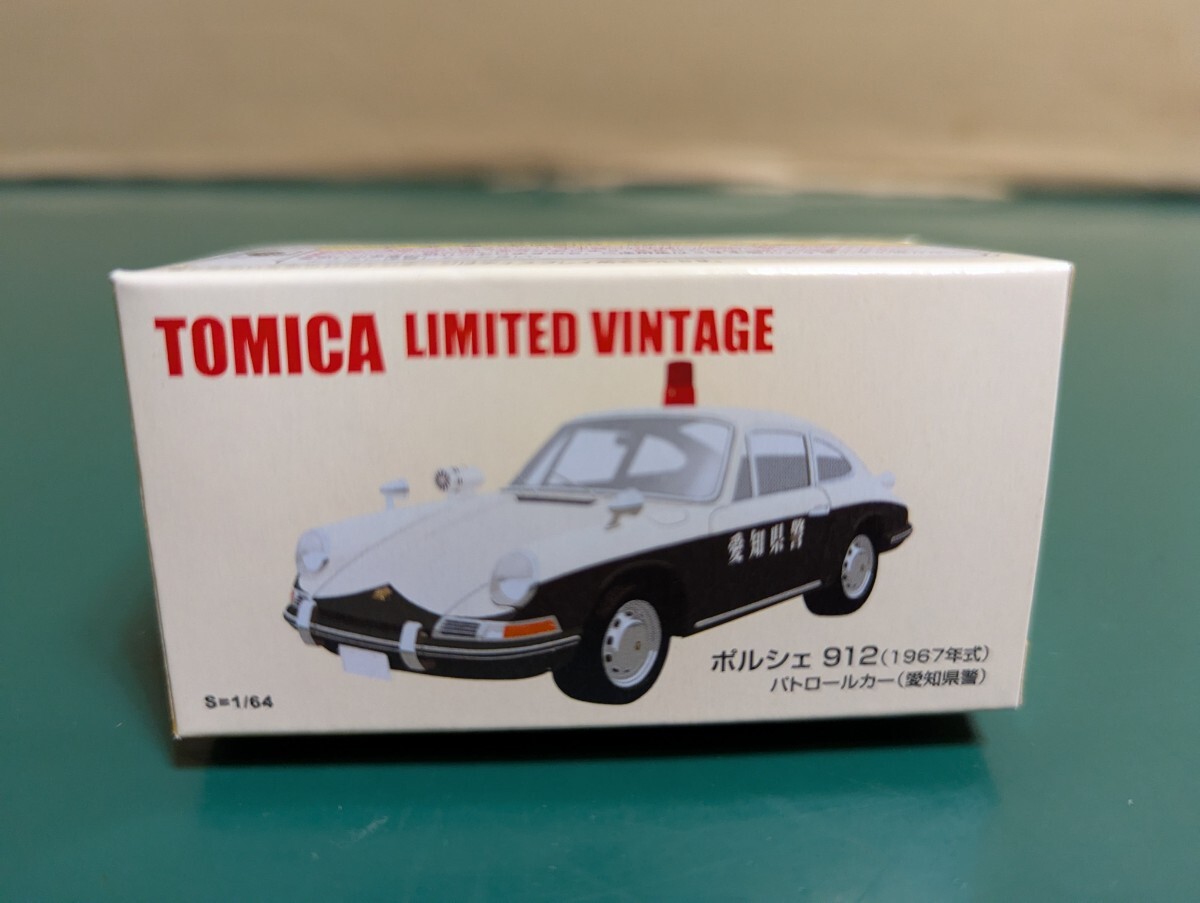 TOMICA LIMITED VINTAGE
愛知県警
ポルシェ 912(1967年式)
パトロールカー(愛知県警)
S=1/64